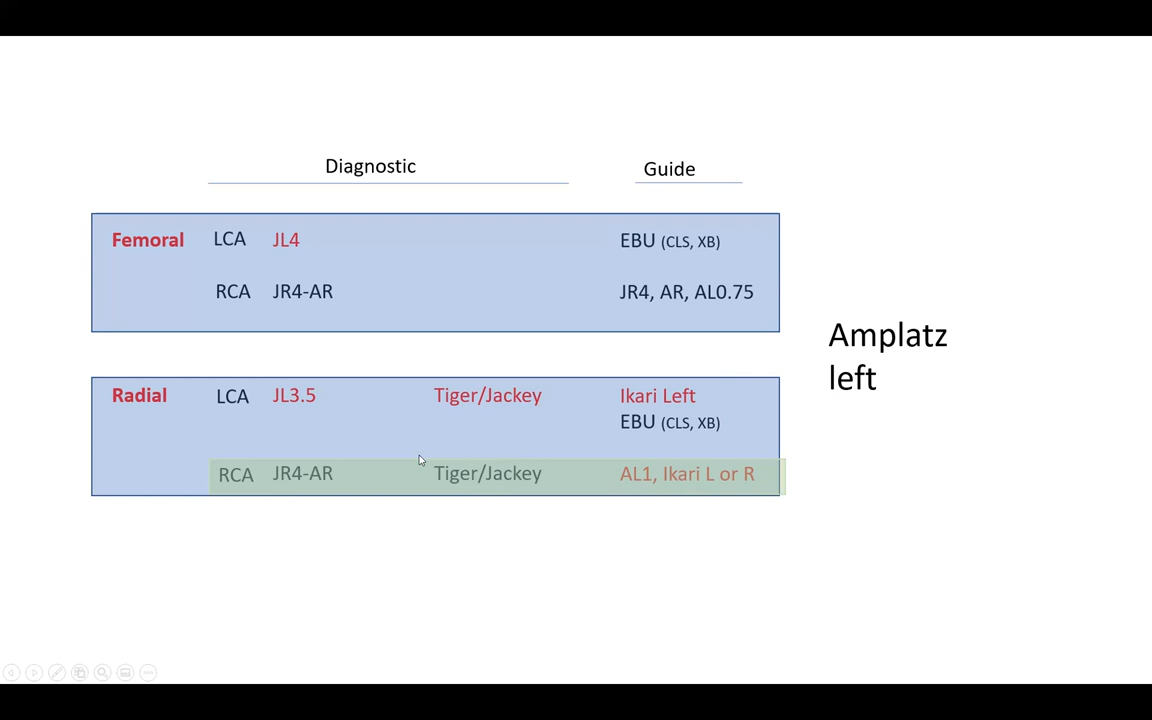 Diagnostic Guide
Femoral LCA JL4 EBU (CLS, XB)
RCA JR4-AR JR4, AR, AL0.75
Amplatz
left
Radial LCA JL3.5 Tiger/Jackey Ikari Left
EBU (CLS, XB)
RCA JR4-AR Tiger/Jackey AL1, Ikari L or R